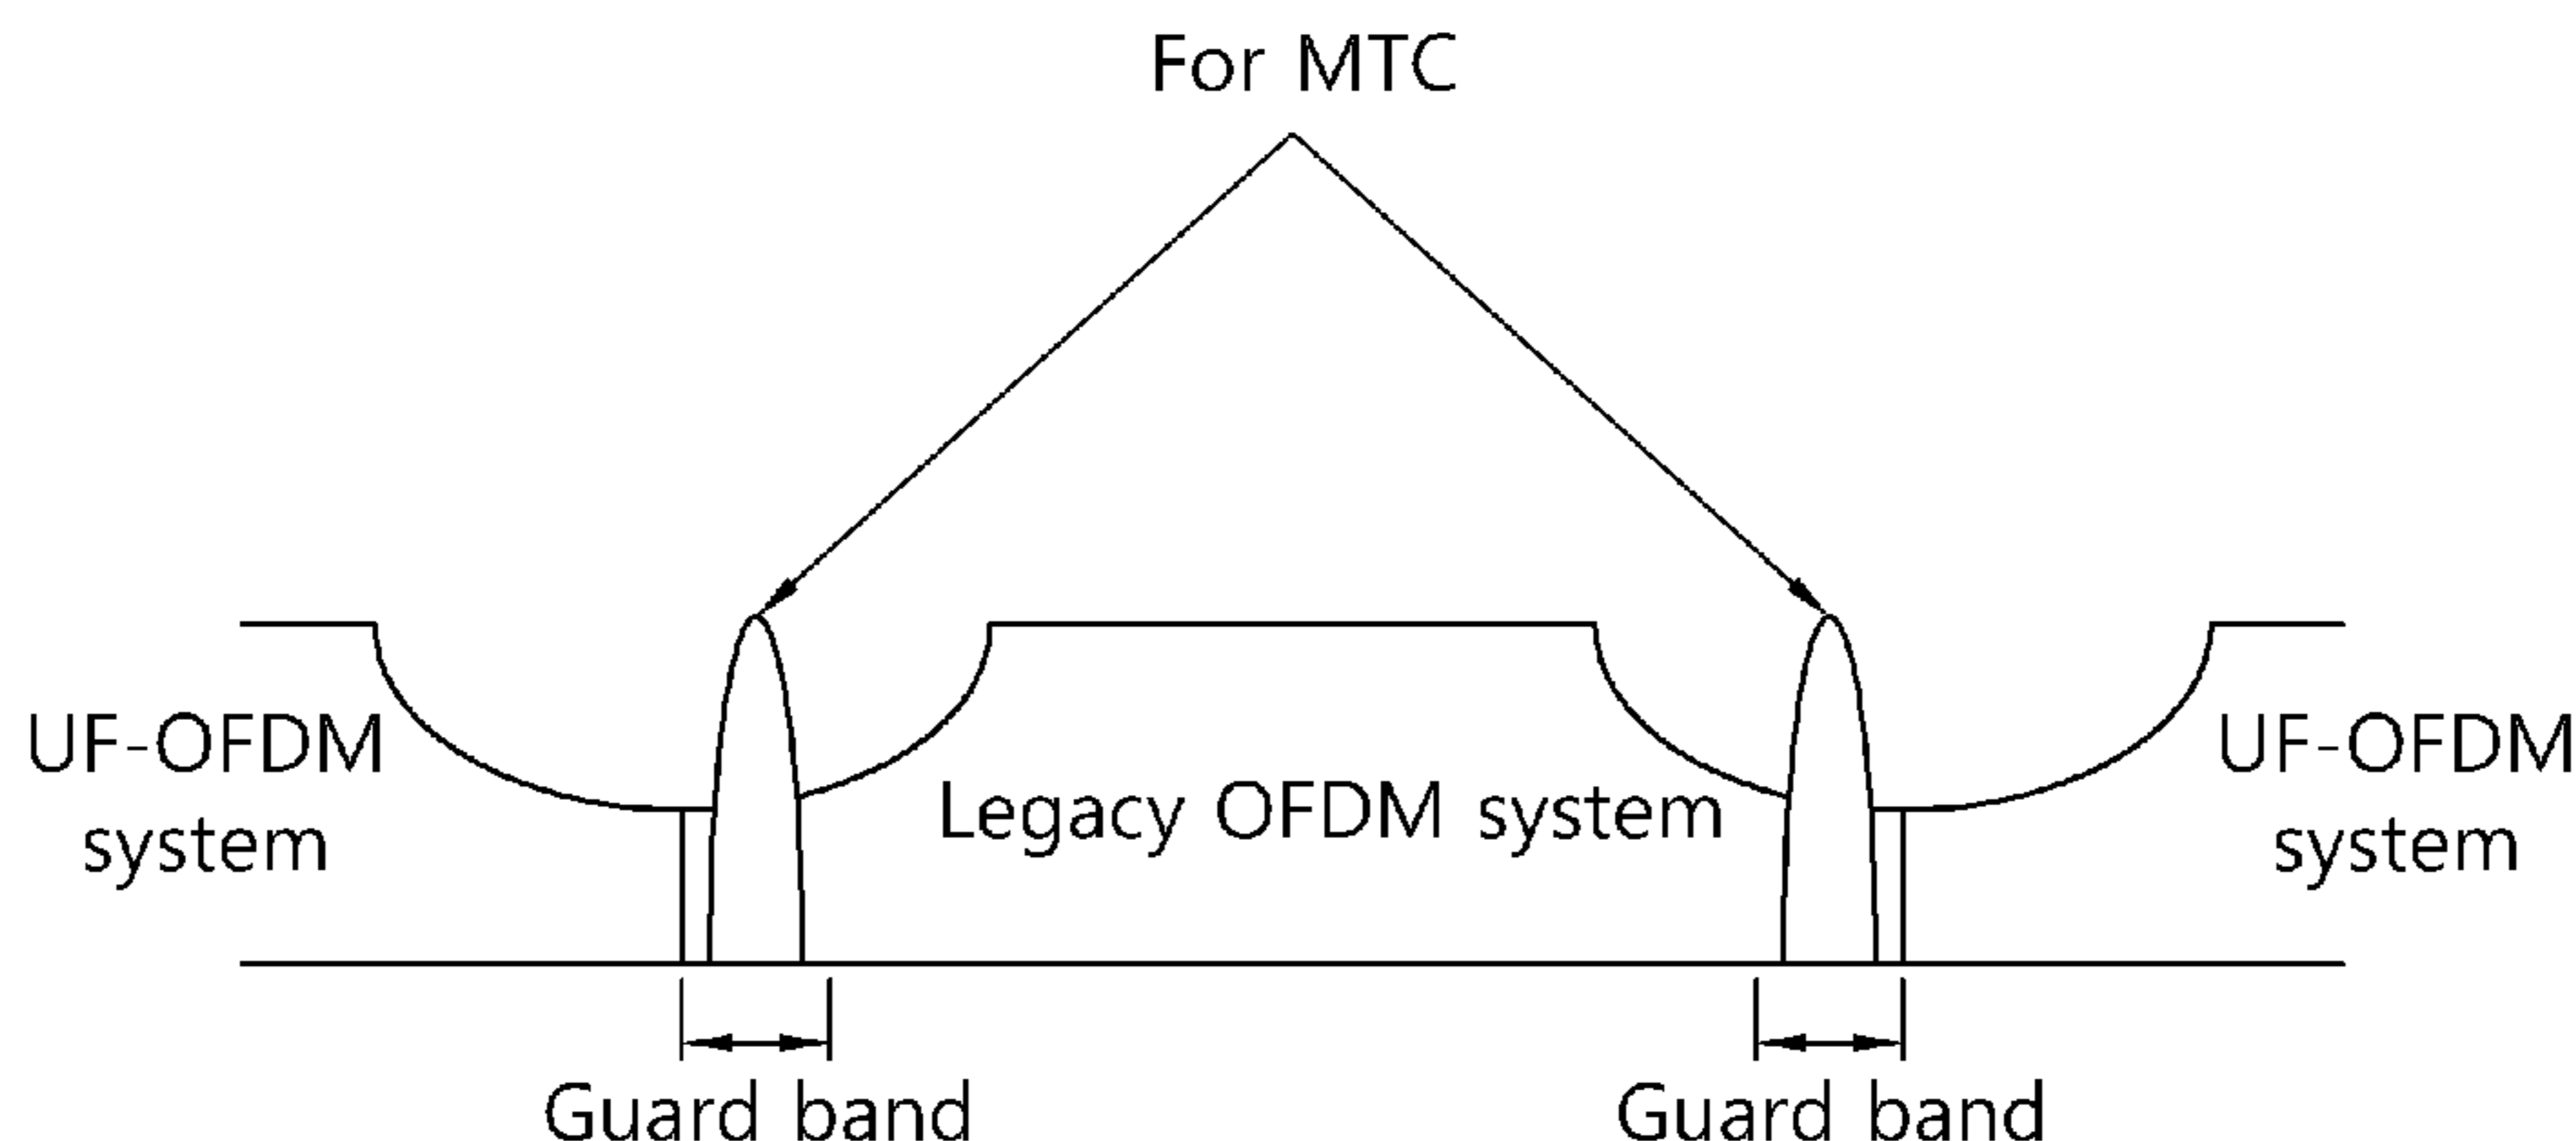 For MTC
UF-OFDM
system
Legacy OFDM system
UF-OFDM
system
Guard band
Guard band